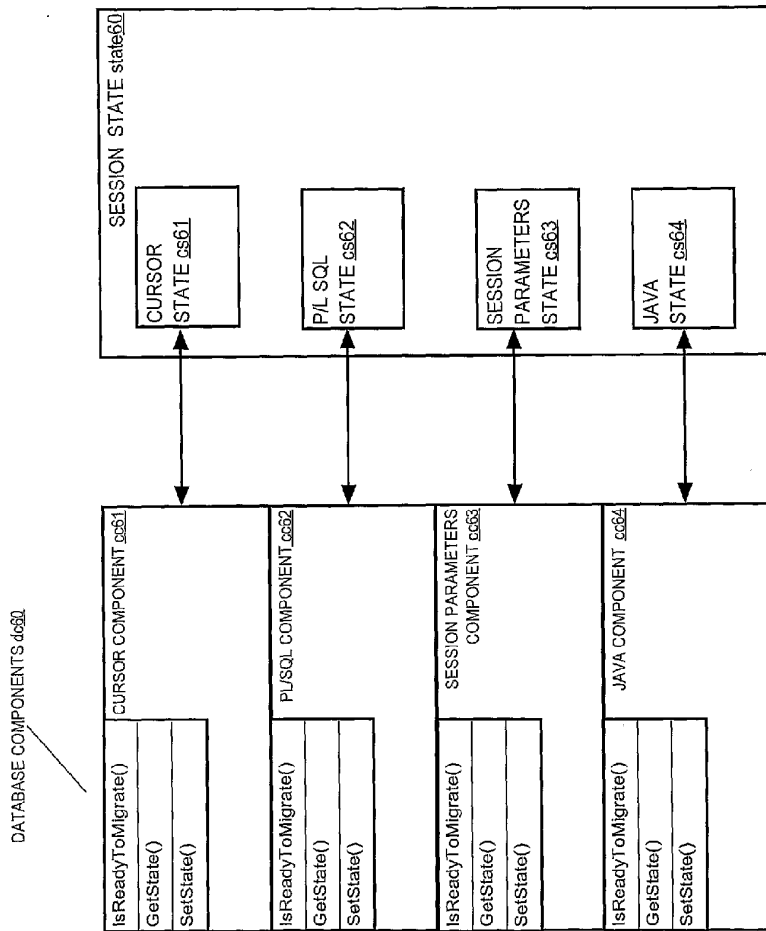 DATABASE COMPONENTS dc60
IsReadyToMigrate()
GetState()
SetState()
CURSOR COMPONENT cc61
IsReadyToMigrate()
GetState()
SetState()
PL/SQL COMPONENT cc62
IsReadyToMigrate()
GetState()
SetState()
SESSION PARAMETERS
COMPONENT cc63
IsReadyToMigrate()
GetState()
SetState()
JAVA COMPONENT cc64
SESSION STATE state60
CURSOR
STATE cs61
P/L SQL
STATE cs62
SESSION
PARAMETERS
STATE cs63
JAVA
STATE cs64